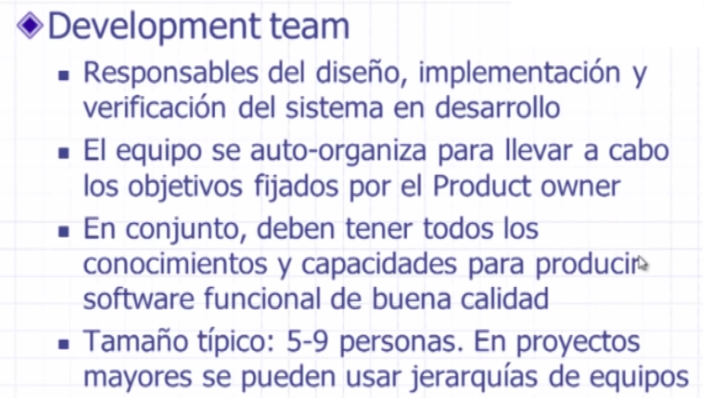 Development team
Responsables del diseño, implementación y
verificación del sistema en desarrollo
El equipo se auto-organiza para llevar a cabo
los objetivos fijados por el Product owner
En conjunto, deben tener todos los
conocimientos y capacidades para producir
software funcional de buena calidad
Tamaño típico: 5-9 personas. En proyectos
mayores se pueden usar jerarquías de equipos